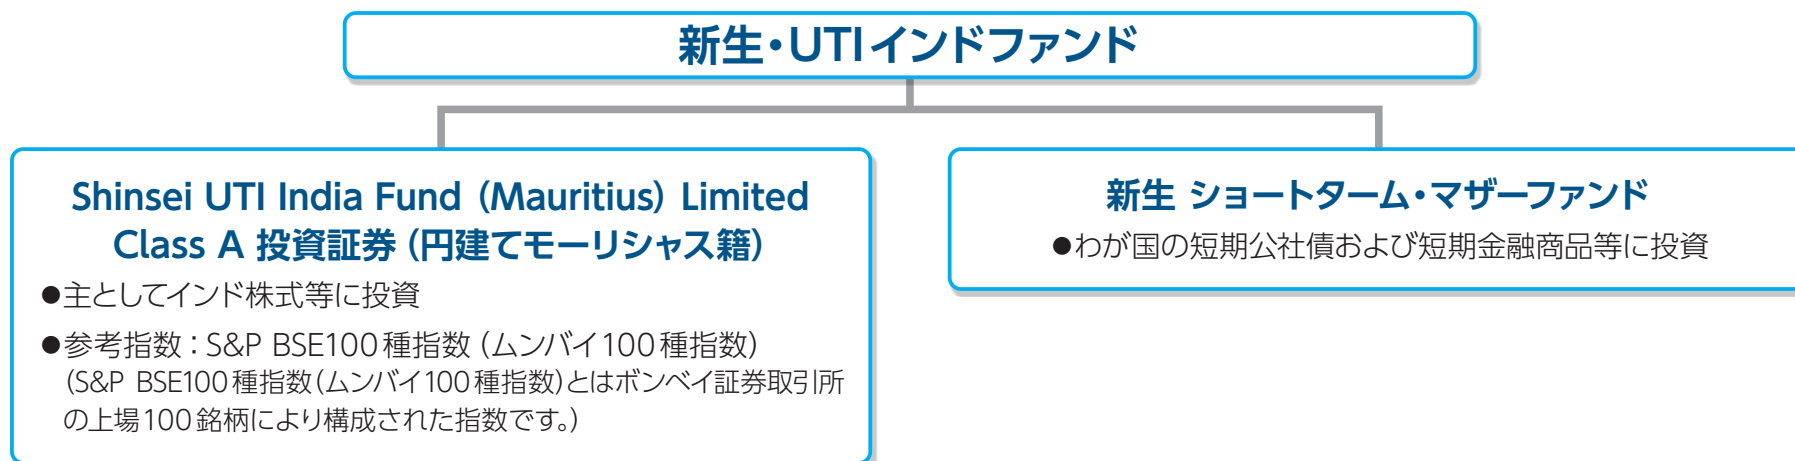 新生・UTIインドファンド
Shinsei UTI India Fund (Mauritius) Limited
Class A 投資証券（円建てモーリシャス籍）
●主としてインド株式等に投資
●参考指数：S&P BSE100種指数（ムンバイ100種指数）
（S&P BSE100種指数（ムンバイ100種指数）とはボンベイ証券取引所
の上場100銘柄により構成された指数です。）
新生 ショートターム・マザーファンド
●わが国の短期公社債および短期金融商品等に投資